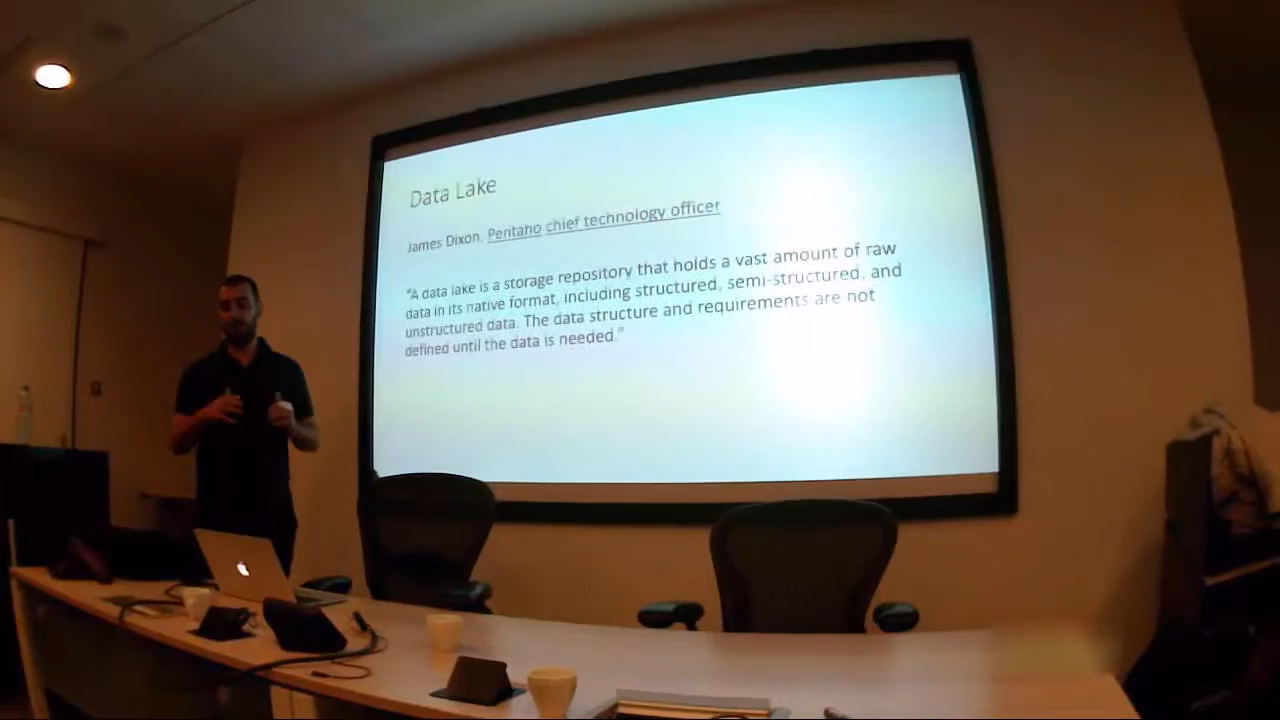 Data Lake
James Dixon, Pentaho chief technology officer
"A data lake is a storage repository that holds a vast amount of raw
data in its native format, including structured, semi-structured, and
unstructured data. The data structure and requirements are not
defined until the data is needed."